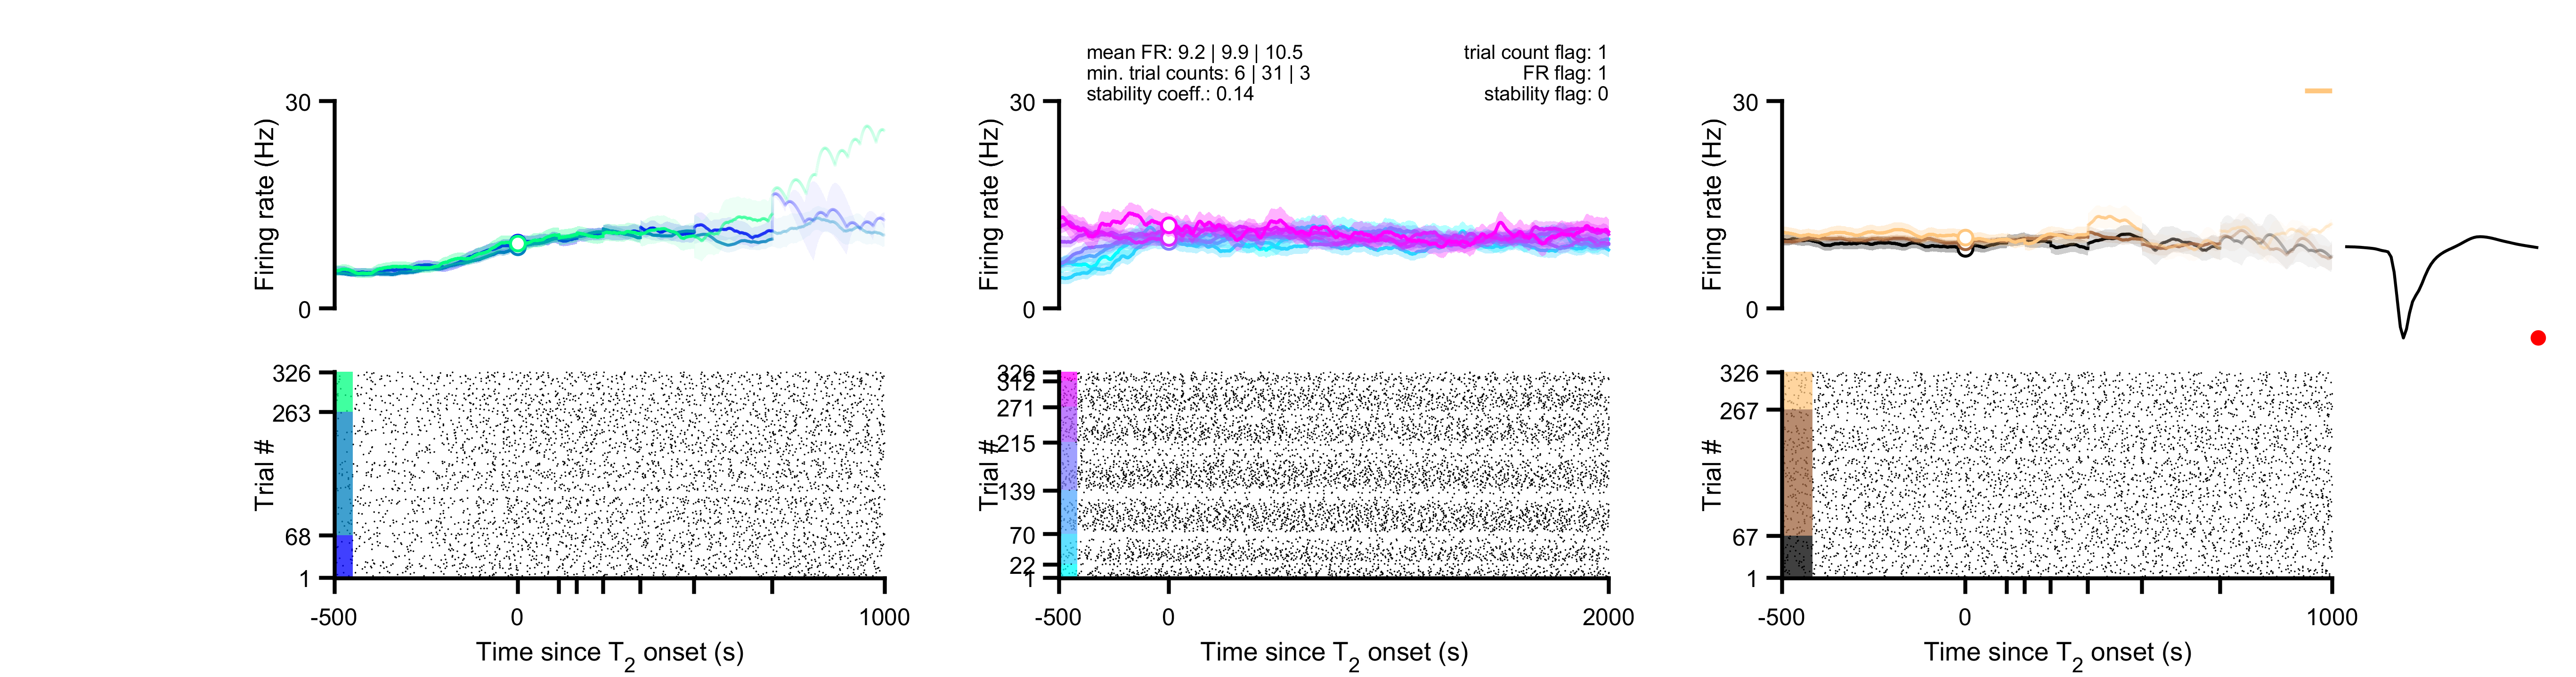 mean FR: 9.2 | 9.9 | 10.5
min. trial counts: 6 | 31 | 3
stability coeff.: 0.14
trial count flag: 1
FR flag: 1
stability flag: 0
30
Firing rate (Hz)
0
30
Firing rate (Hz)
0
30
Firing rate (Hz)
0
326
263
Trial #
68
1
-500
0
1000
Time since T2 onset (s)
326
312
271
215
Trial #
139
70
22
1
-500
0
2000
Time since T2 onset (s)
326
267
Trial #
67
1
-500
0
1000
Time since T2 onset (s)